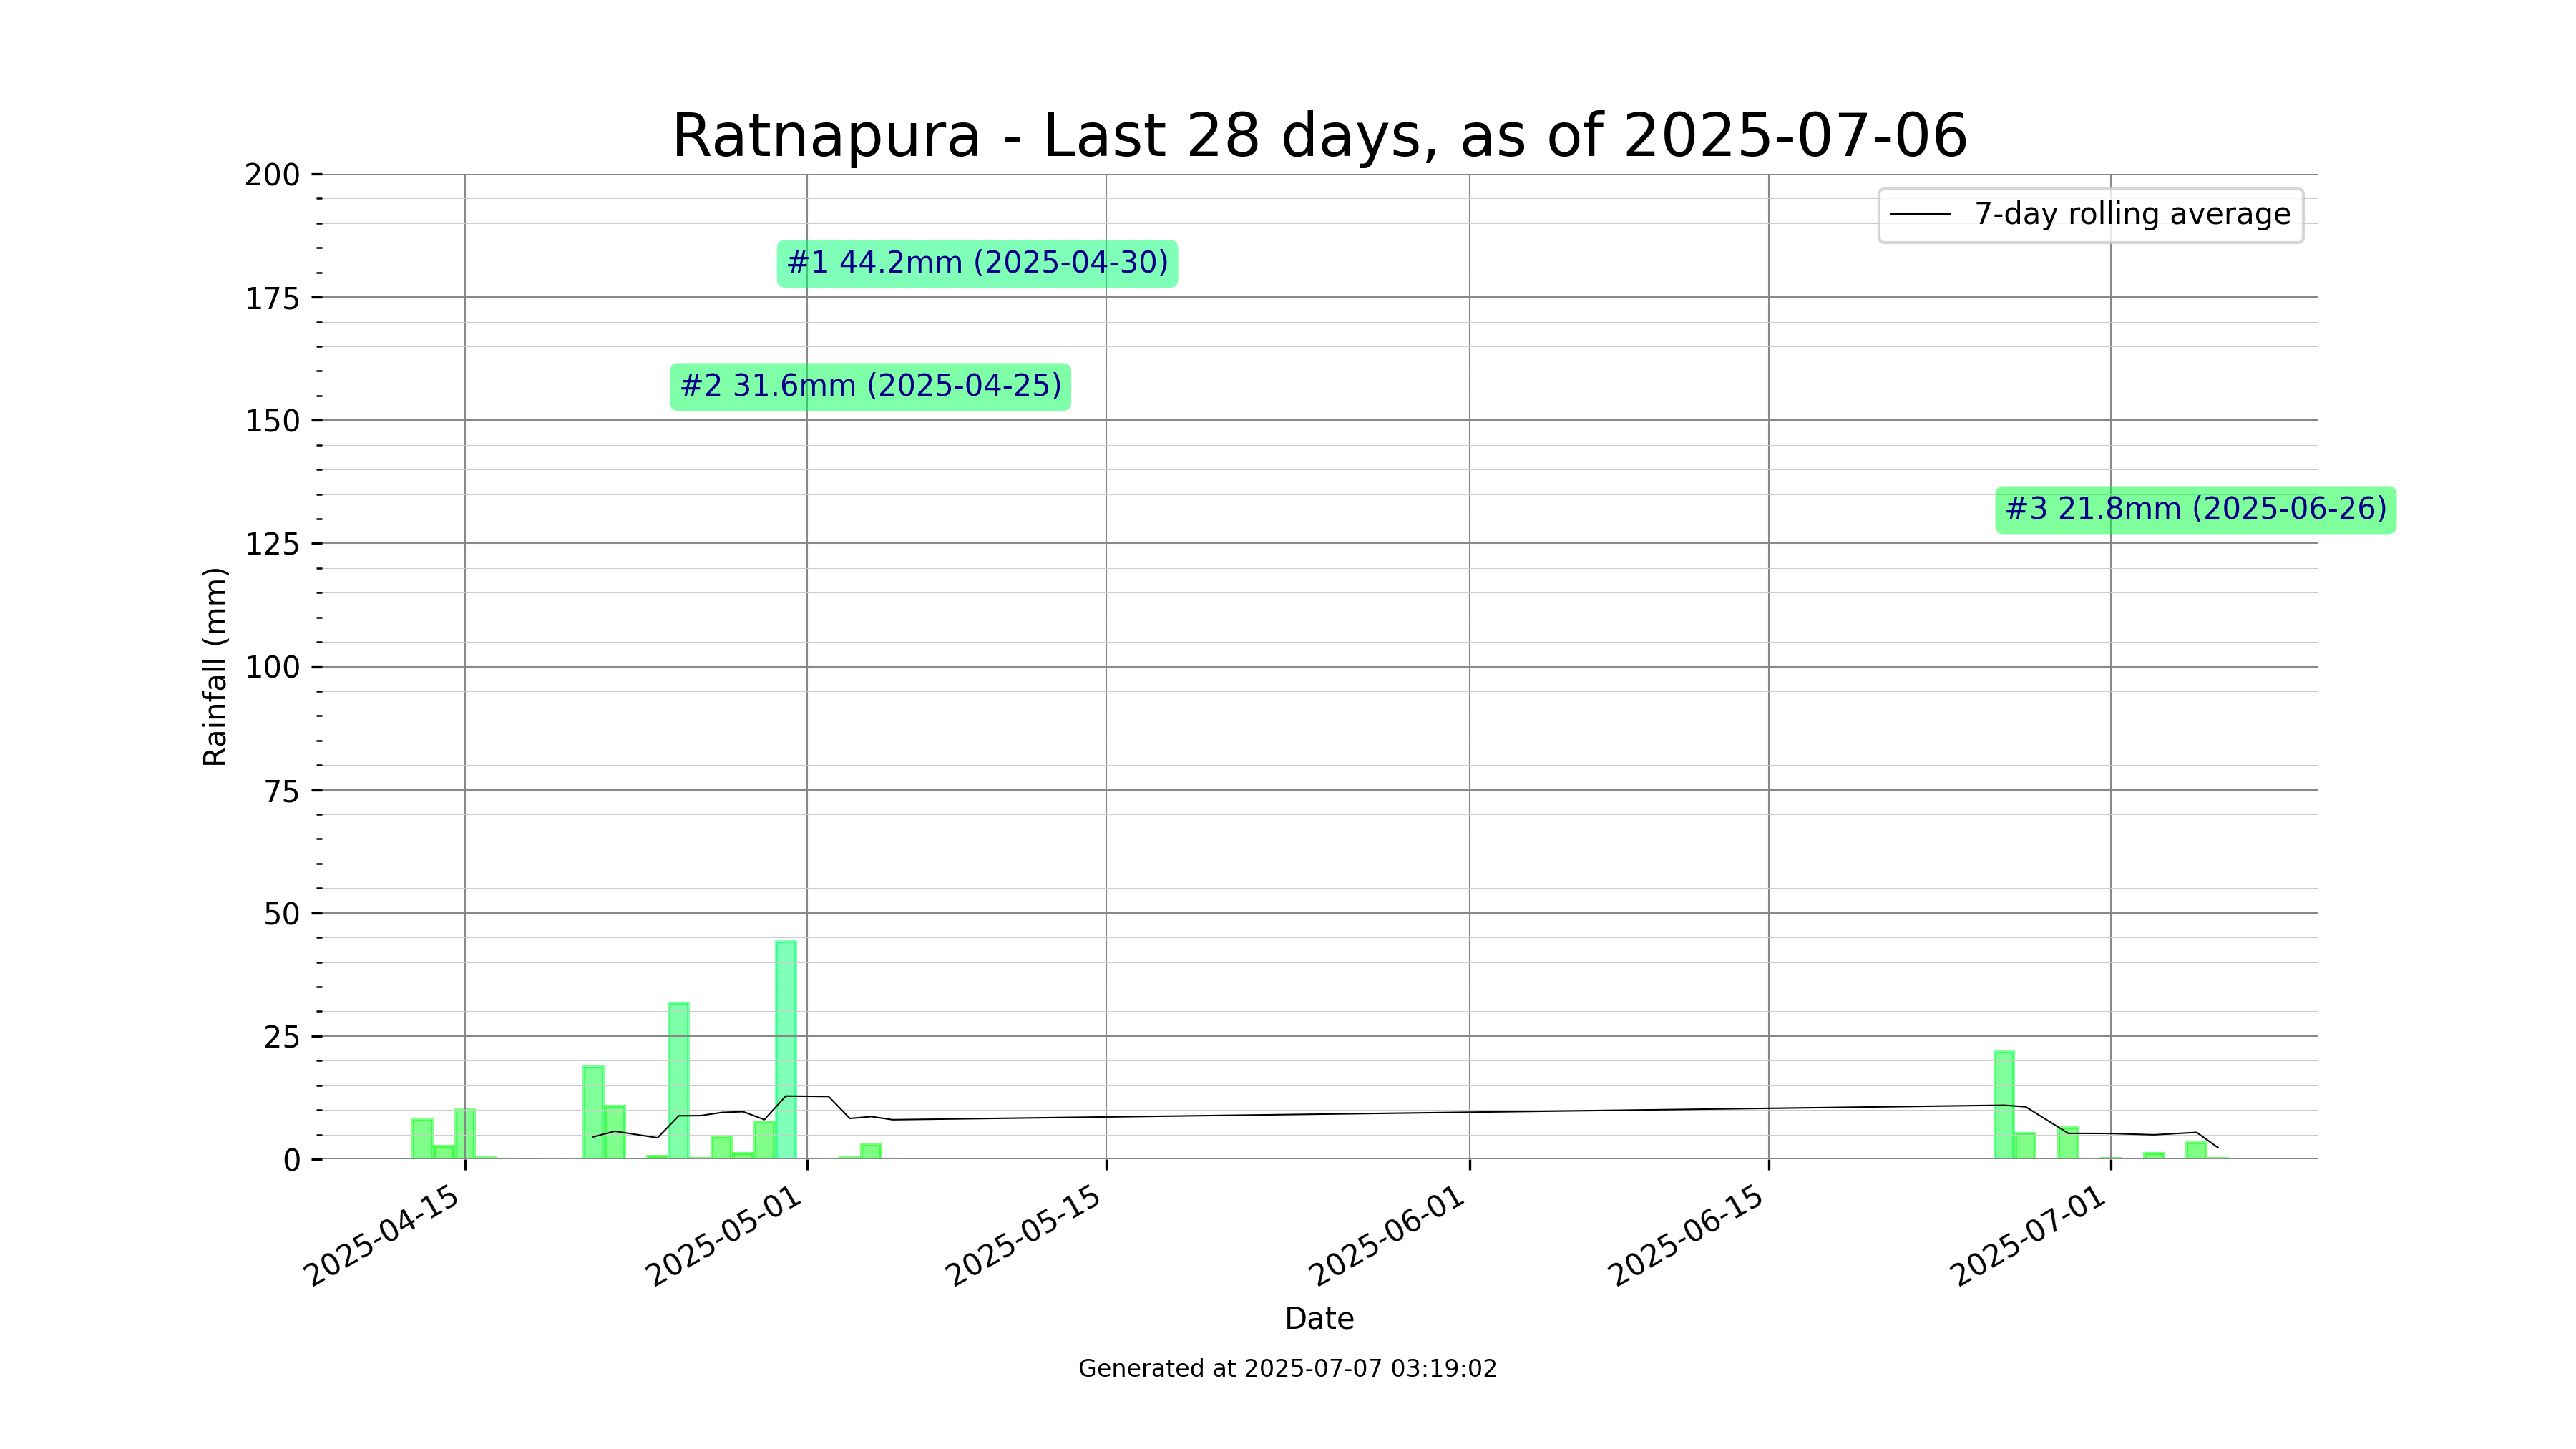 Ratnapura - Last 28 days, as of 2025-07-06
7-day rolling average
#1 44.2mm (2025-04-30)
#2 31.6mm (2025-04-25)
#3 21.8mm (2025-06-26)
Rainfall (mm)
200
175
150
125
100
75
50
25
0
2025-04-15
2025-05-01
2025-05-15
2025-06-01
2025-06-15
2025-07-01
Date
Generated at 2025-07-07 03:19:02